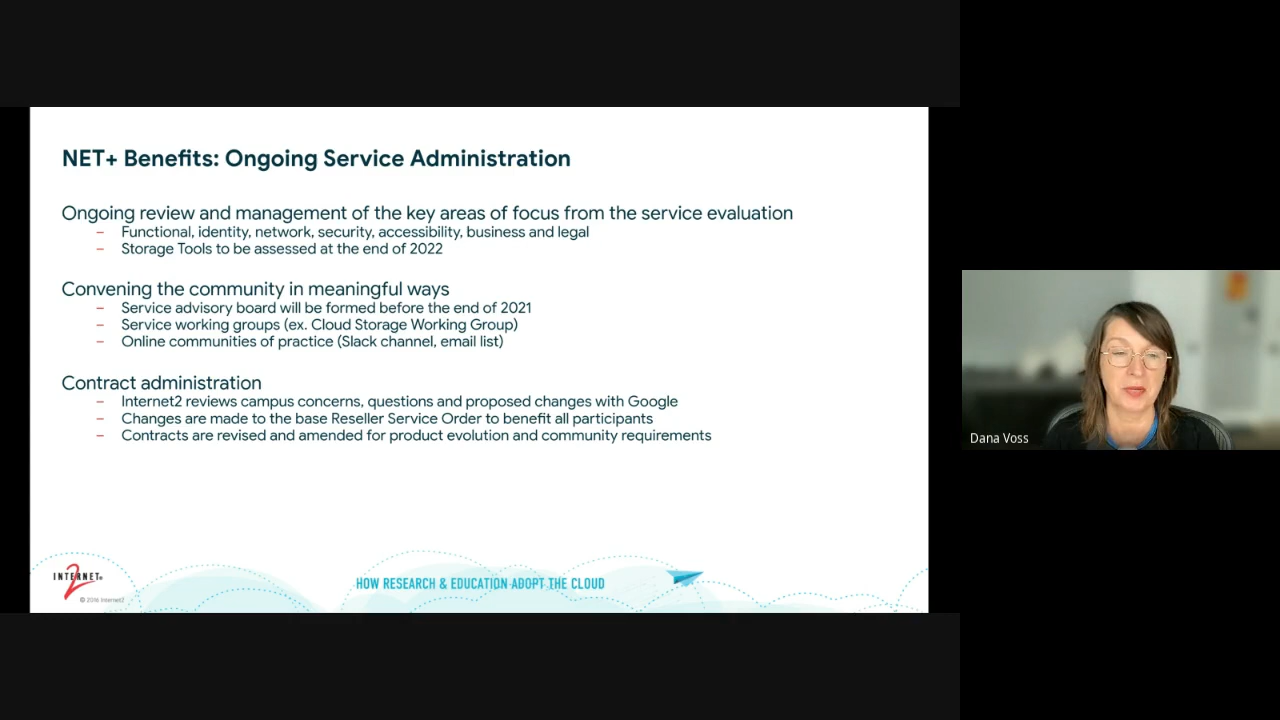 NET+ Benefits: Ongoing Service Administration
Ongoing review and management of the key areas of focus from the service evaluation
– Functional, identity, network, security, accessibility, business and legal
– Storage Tools to be assessed at the end of 2022
Convening the community in meaningful ways
– Service advisory board will be formed before the end of 2021
– Service working groups (ex. Cloud Storage Working Group)
– Online communities of practice (Slack channel, email list)
Contract administration
– Internet2 reviews campus concerns, questions and proposed changes with Google
– Changes are made to the base Reseller Service Order to benefit all participants
– Contracts are revised and amended for product evolution and community requirements
Dana Voss
INTERNET®
2
HOW RESEARCH & EDUCATION ADOPT THE CLOUD
© 2016 Internet2